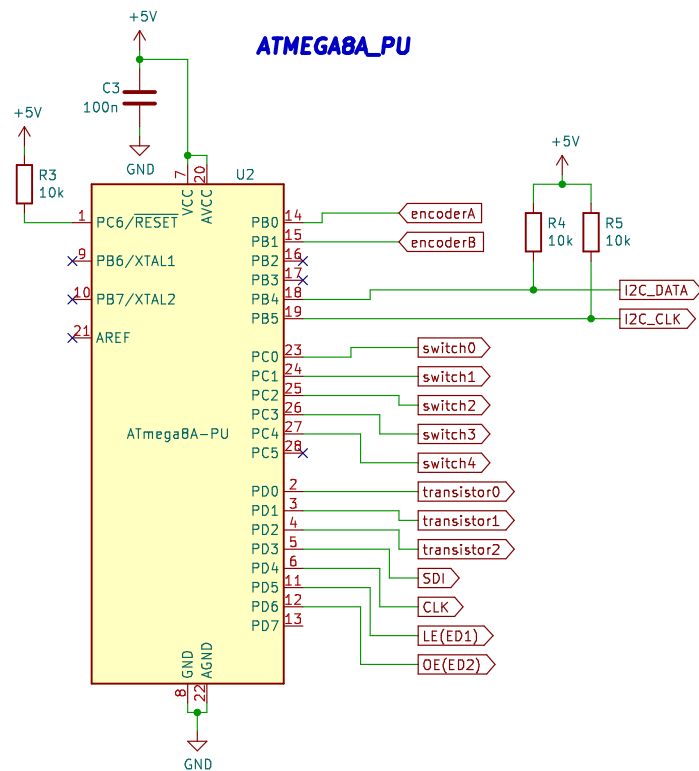 +5V
ATMEGA8A_PU
C3
100n
GND
+5V
R3
10k
U2
7
VCC
20
AVCC
1
PC6/RESET
9
PB6/XTAL1
10
PB7/XTAL2
21
AREF
ATmega8A-PU
PB0
14
encoderA
PB1
15
encoderB
PB2
16
PB3
17
PB4
18
PB5
19
+5V
R4
10k
R5
10k
I2C_DATA
I2C_CLK
PC0
23
switch0
PC1
24
switch1
PC2
25
switch2
PC3
26
switch3
PC4
27
switch4
PC5
28
PD0
2
transistor0
PD1
3
transistor1
PD2
4
transistor2
PD3
5
SDI
PD4
6
CLK
PD5
11
LE(ED1)
PD6
12
OE(ED2)
PD7
13
GND
8
AGND
22
GND